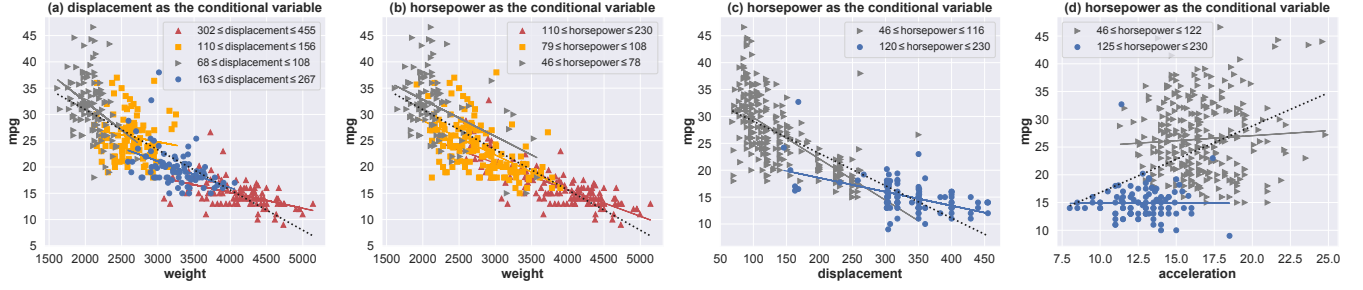 (a) displacement as the conditional variable
302 ≤ displacement ≤ 455
110 ≤ displacement ≤ 156
68 ≤ displacement ≤ 108
163 ≤ displacement ≤ 267
mpg
45
40
35
30
25
20
15
10
5
1500 2000 2500 3000 3500 4000 4500 5000
weight
(b) horsepower as the conditional variable
110 ≤ horsepower ≤ 230
79 ≤ horsepower ≤ 108
46 ≤ horsepower ≤ 78
mpg
45
40
35
30
25
20
15
10
5
1500 2000 2500 3000 3500 4000 4500 5000
weight
(c) horsepower as the conditional variable
46 ≤ horsepower ≤ 116
120 ≤ horsepower ≤ 230
mpg
45
40
35
30
25
20
15
10
50 100 150 200 250 300 350 400 450
displacement
(d) horsepower as the conditional variable
46 ≤ horsepower ≤ 122
125 ≤ horsepower ≤ 230
mpg
45
40
35
30
25
20
15
10
7.5 10.0 12.5 15.0 17.5 20.0 22.5 25.0
acceleration